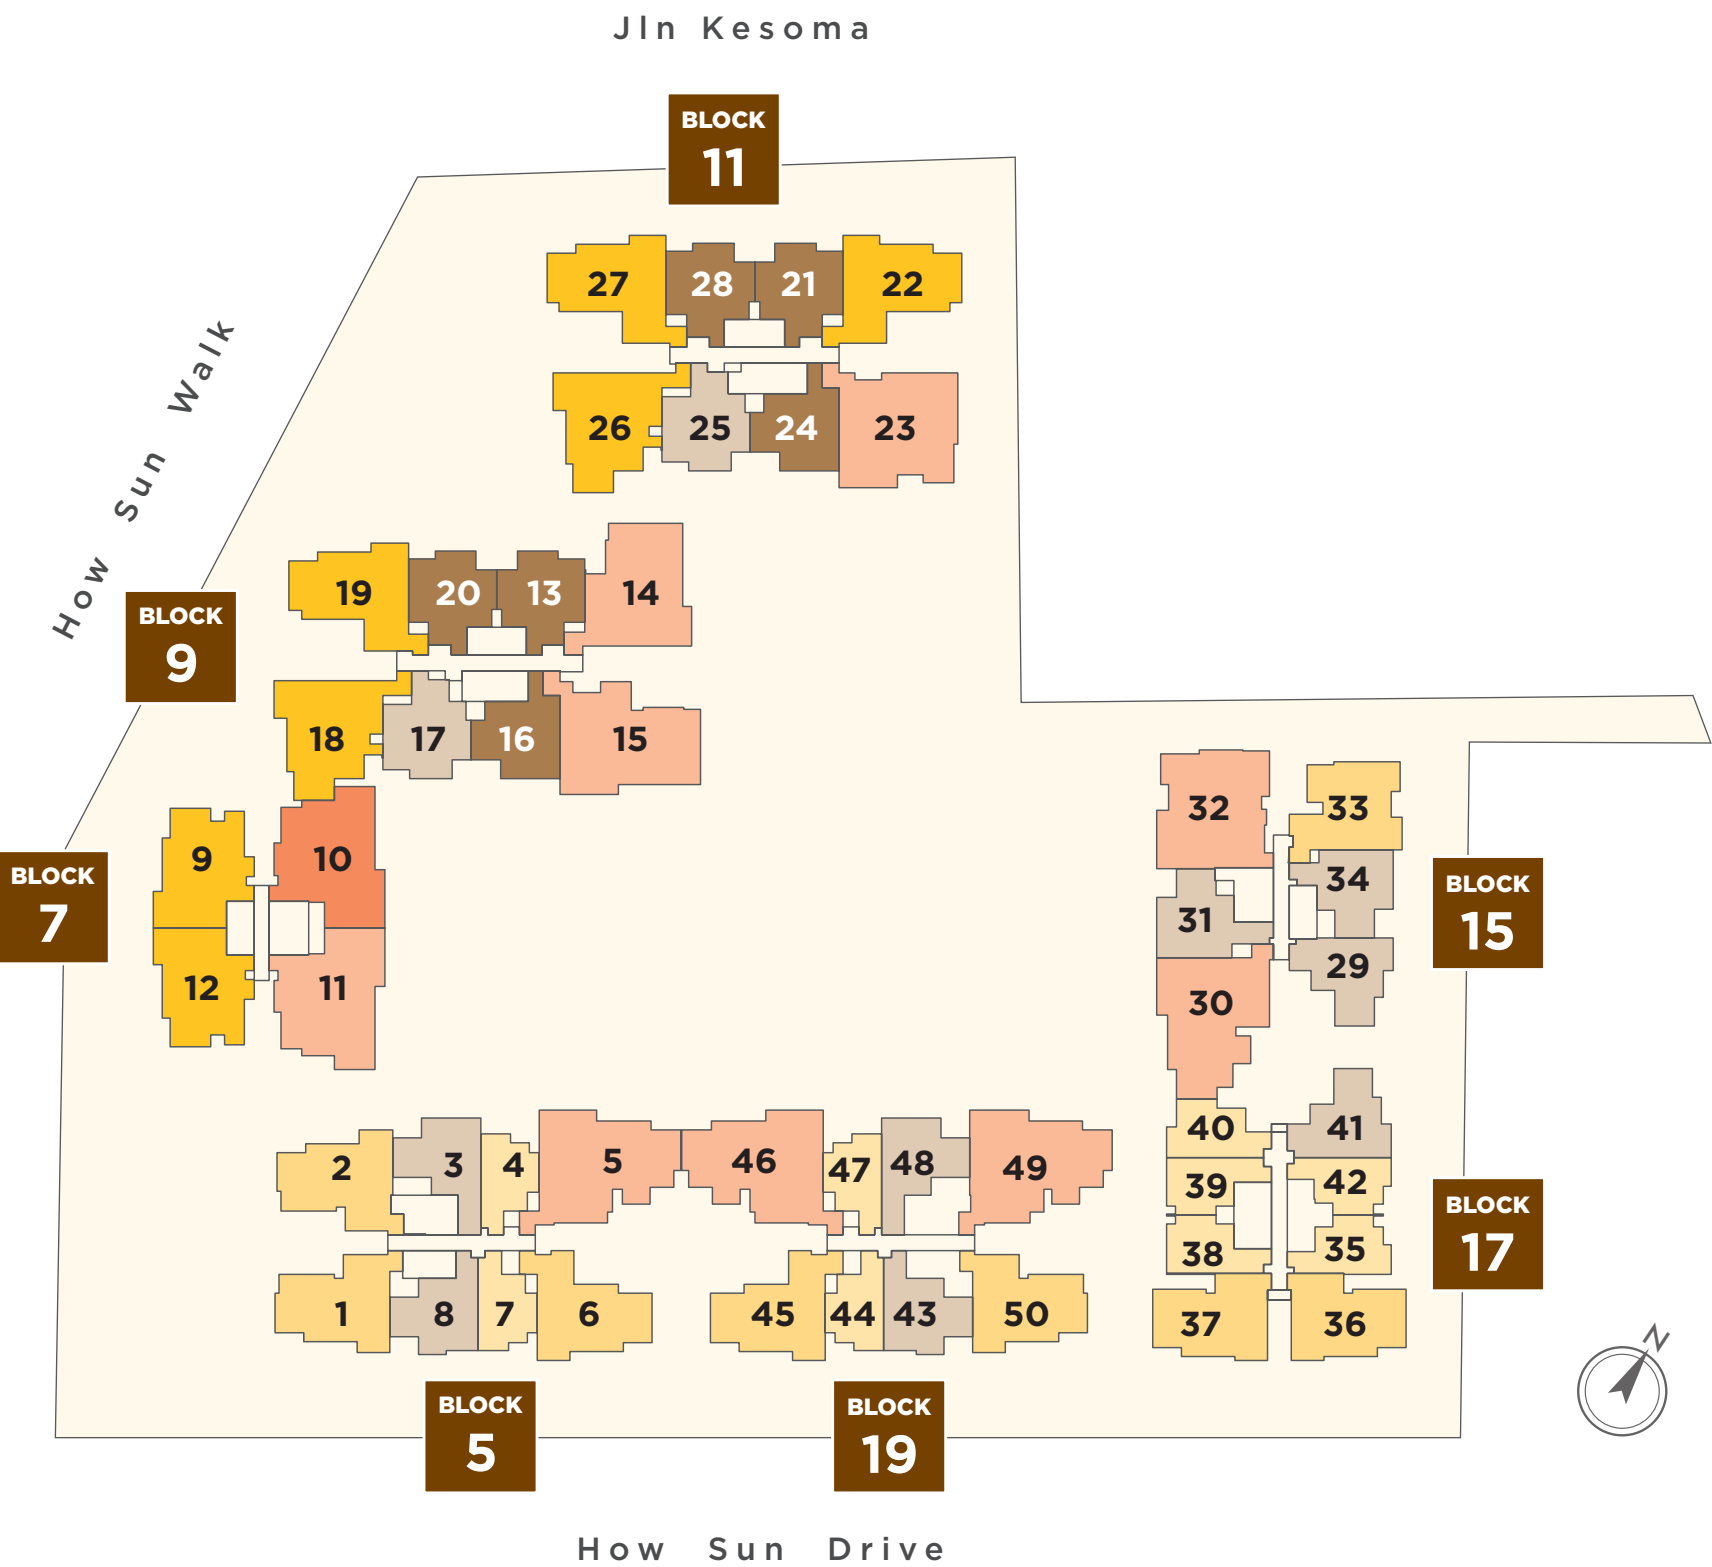 Jln Kesoma
BLOCK
11
27 28 21 22
26 25 24 23
How Sun Walk
19 20 13 14
BLOCK
9
18 17 16 15
9 10
BLOCK
7
12 11
32 33
31 34
30 29
BLOCK
15
2 3 4 5 46 47 48 49
40 41
39 42
38 35
37 36
BLOCK
17
1 8 7 6 45 44 43 50
N
BLOCK
5
BLOCK
19
How Sun Drive